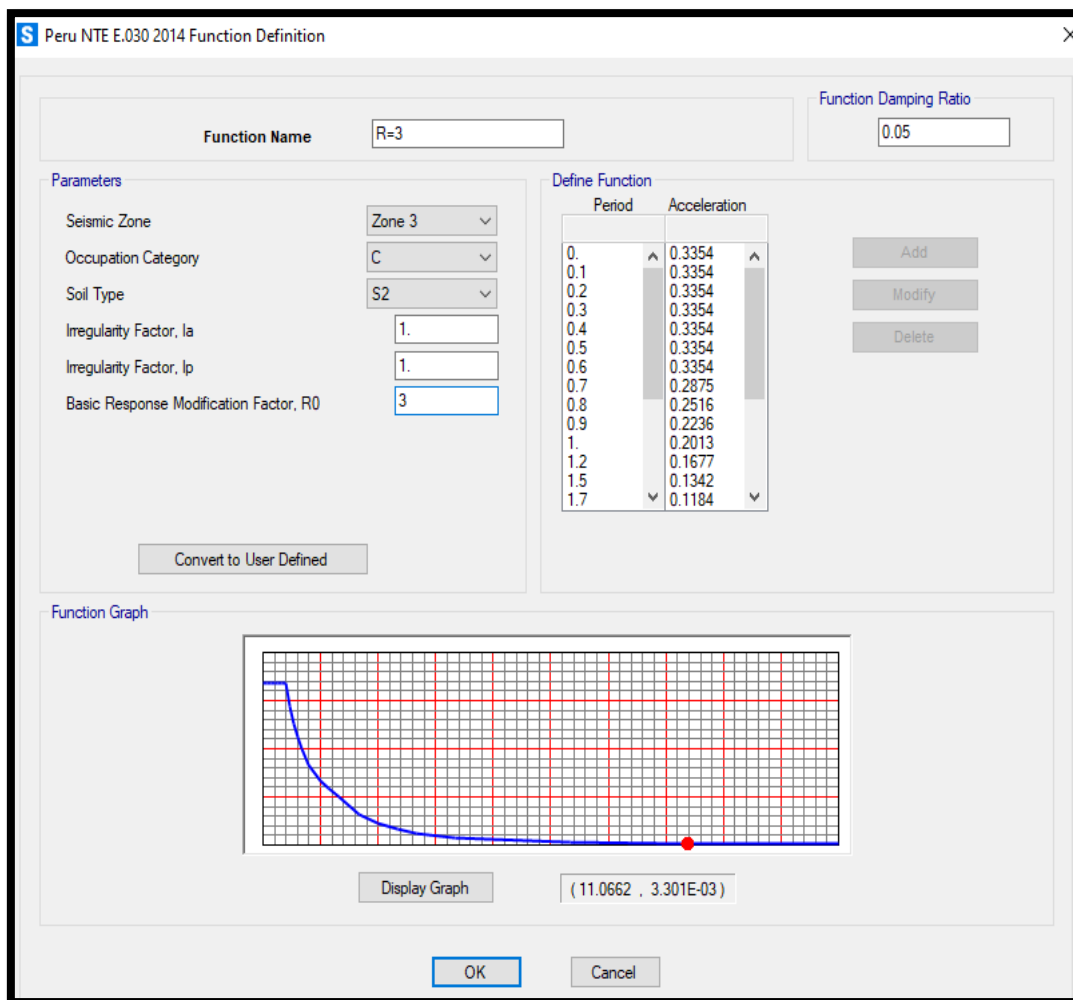 S Peru NTE E.030 2014 Function Definition
Function Damping Ratio
Function Name R=3 0.05
Parameters
Seismic Zone Zone 3
Occupation Category C
Soil Type S2
Irregularity Factor, Ia 1.
Irregularity Factor, Ip 1.
Basic Response Modification Factor, R0 3
Convert to User Defined
Define Function
Period Acceleration
0. 0.3354
0.1 0.3354
0.2 0.3354
0.3 0.3354
0.4 0.3354
0.5 0.3354
0.6 0.3354
0.7 0.2875
0.8 0.2516
0.9 0.2236
1. 0.2013
1.2 0.1677
1.5 0.1342
1.7 0.1184
Add
Modify
Delete
Function Graph
Display Graph ( 11.0662 , 3.301E-03 )
OK Cancel